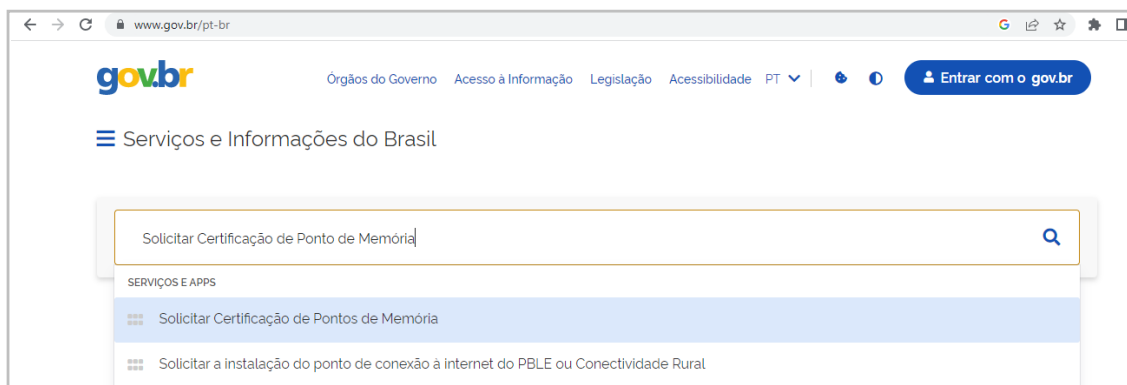 www.gov.br/pt-br
gov.br
Órgãos do Governo Acesso à Informação Legislação Acessibilidade PT Entrar com o gov.br
Serviços e Informações do Brasil
Solicitar Certificação de Ponto de Memória
SERVIÇOS E APPS
Solicitar Certificação de Pontos de Memória
Solicitar a instalação do ponto de conexão à internet do PBLE ou Conectividade Rural